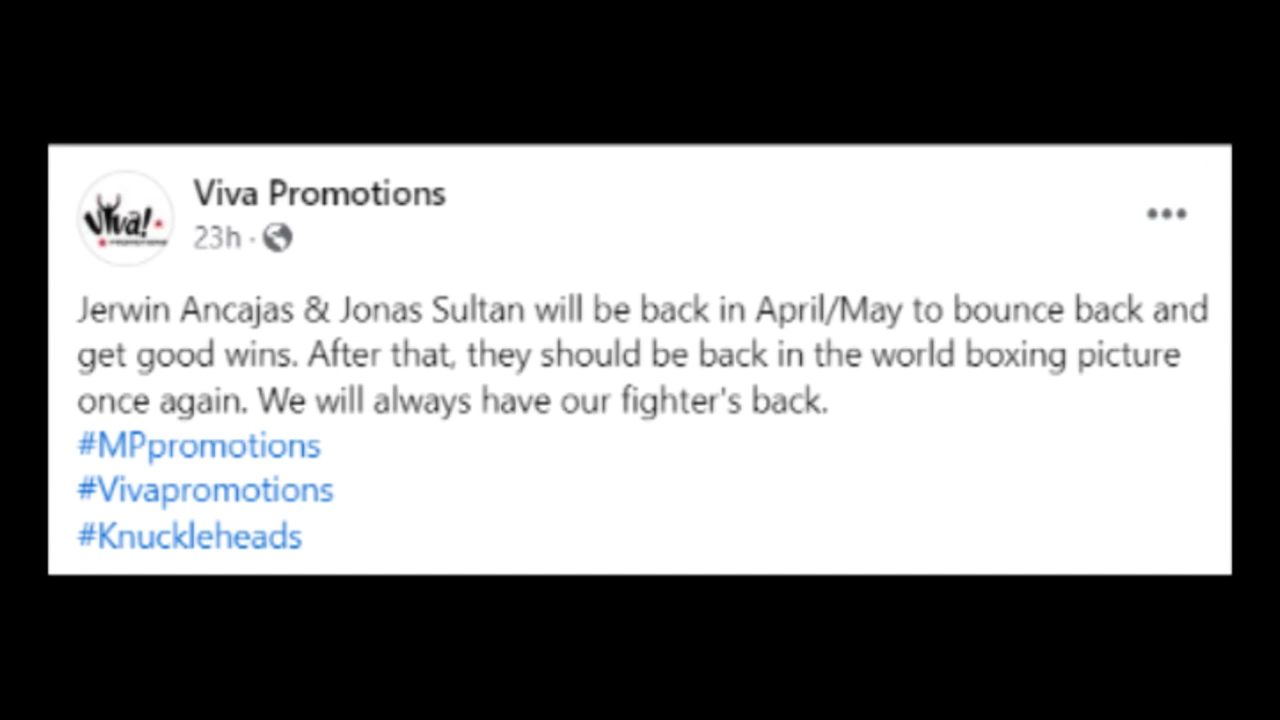 Viva!
Viva Promotions
23h ·
Jerwin Ancajas & Jonas Sultan will be back in April/May to bounce back and
get good wins. After that, they should be back in the world boxing picture
once again. We will always have our fighter's back.
#MPpromotions
#Vivapromotions
#Knuckleheads